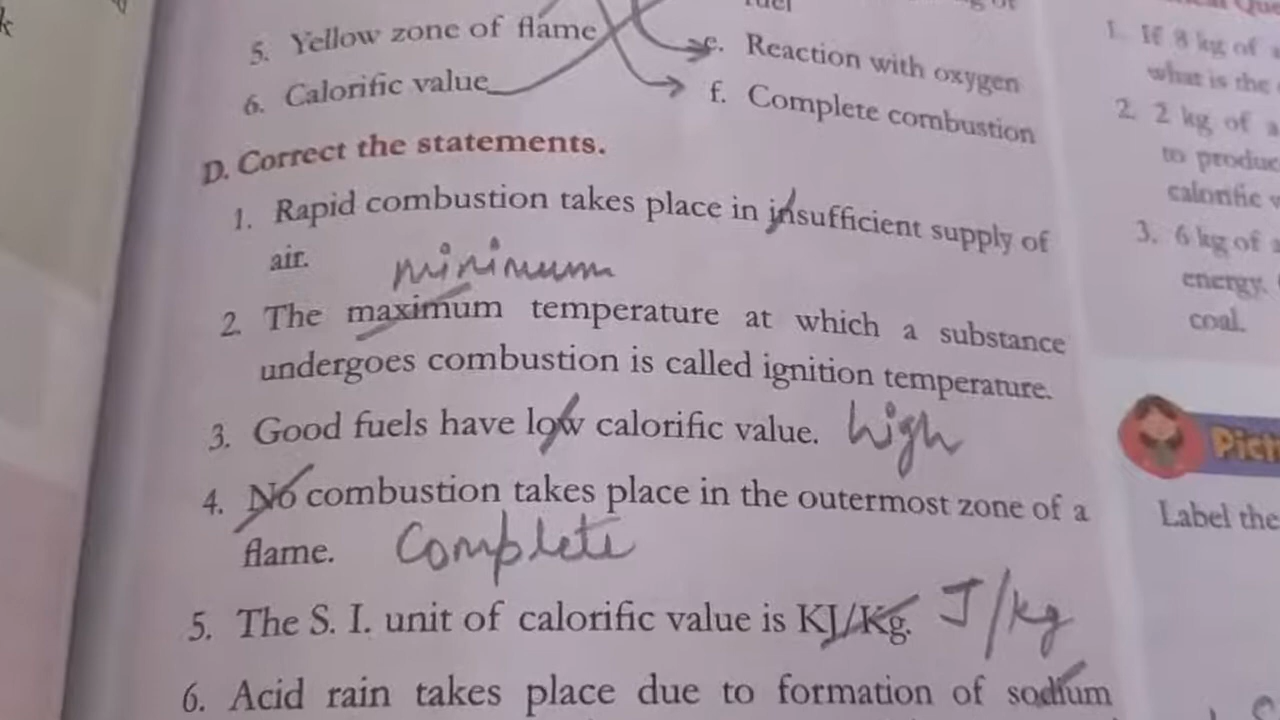 5. Yellow zone of flame
6. Calorific value
e. Reaction with oxygen
f. Complete combustion
D. Correct the statements.
1. Rapid combustion takes place in insufficient supply of
air.
minimum
2. The maximum temperature at which a substance
undergoes combustion is called ignition temperature.
3. Good fuels have low calorific value. high
4. No combustion takes place in the outermost zone of a
flame. Complete
5. The S. I. unit of calorific value is KJ/Kg. J/kg
6. Acid rain takes place due to formation of sodium
1. If 8 kg of
what is the
2. 2 kg of a
to produc
calorific v
3. 6 kg of
energy.
coal.
Pict
Label the